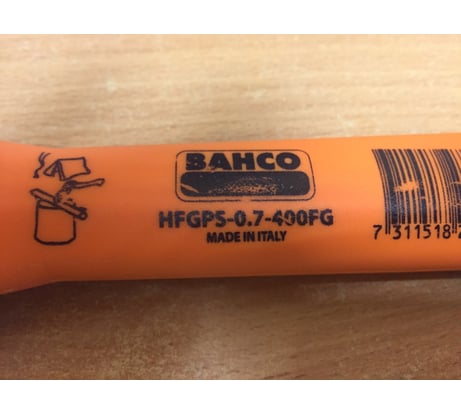 BAHCO
HFGPS-0.7-400FG
MADE IN ITALY
7 311518